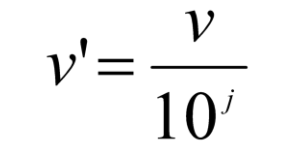 v' = v / 10^j